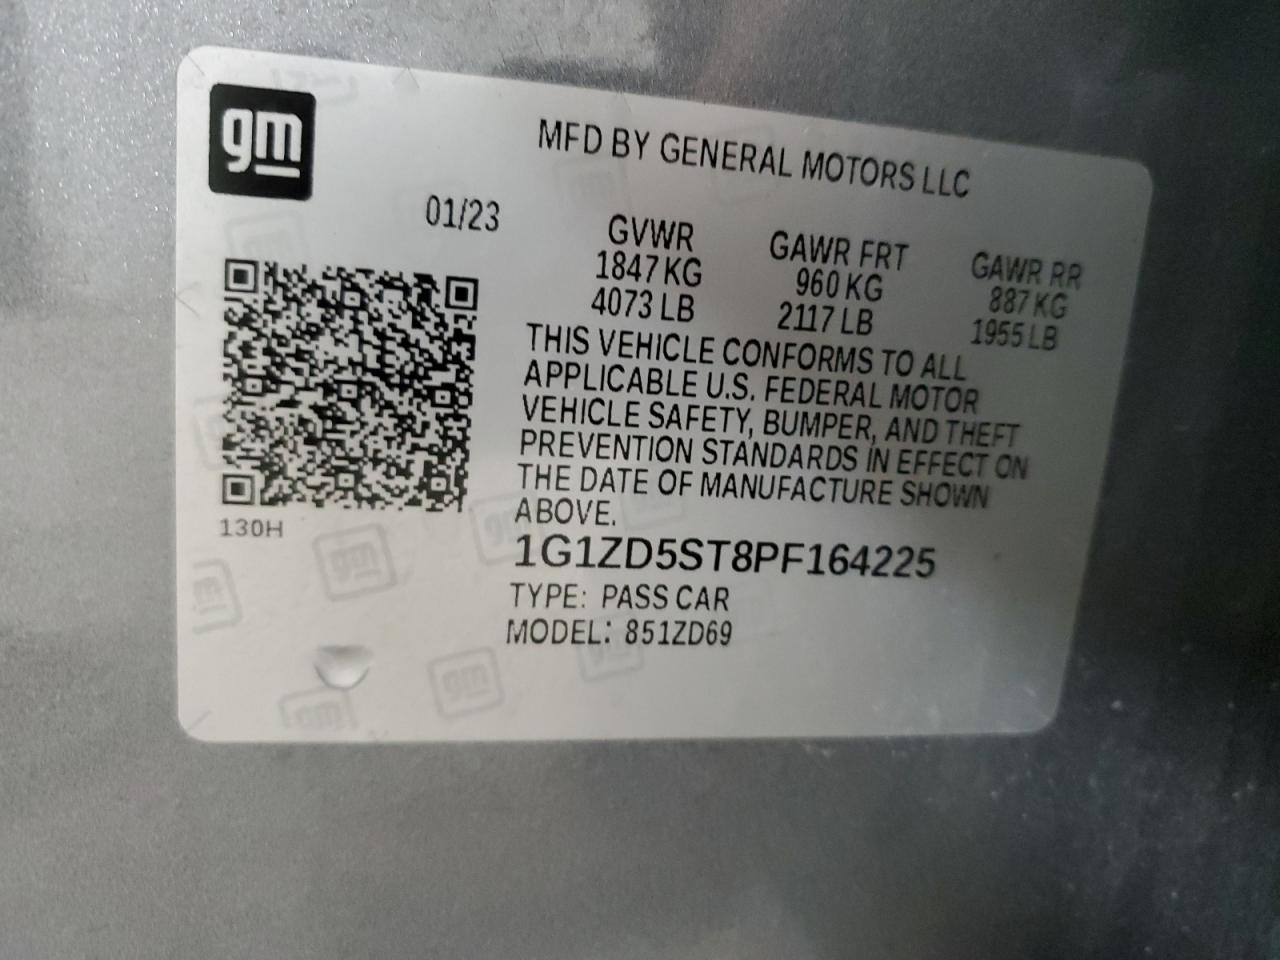 gm
MFD BY GENERAL MOTORS LLC
01/23
GVWR GAWR FRT GAWR RR
1847 KG 960 KG 887 KG
4073 LB 2117 LB 1955 LB
THIS VEHICLE CONFORMS TO ALL
APPLICABLE U.S. FEDERAL MOTOR
VEHICLE SAFETY, BUMPER, AND THEFT
PREVENTION STANDARDS IN EFFECT ON
THE DATE OF MANUFACTURE SHOWN
ABOVE.
130H
1G1ZD5ST8PF164225
TYPE: PASS CAR
MODEL: 851ZD69